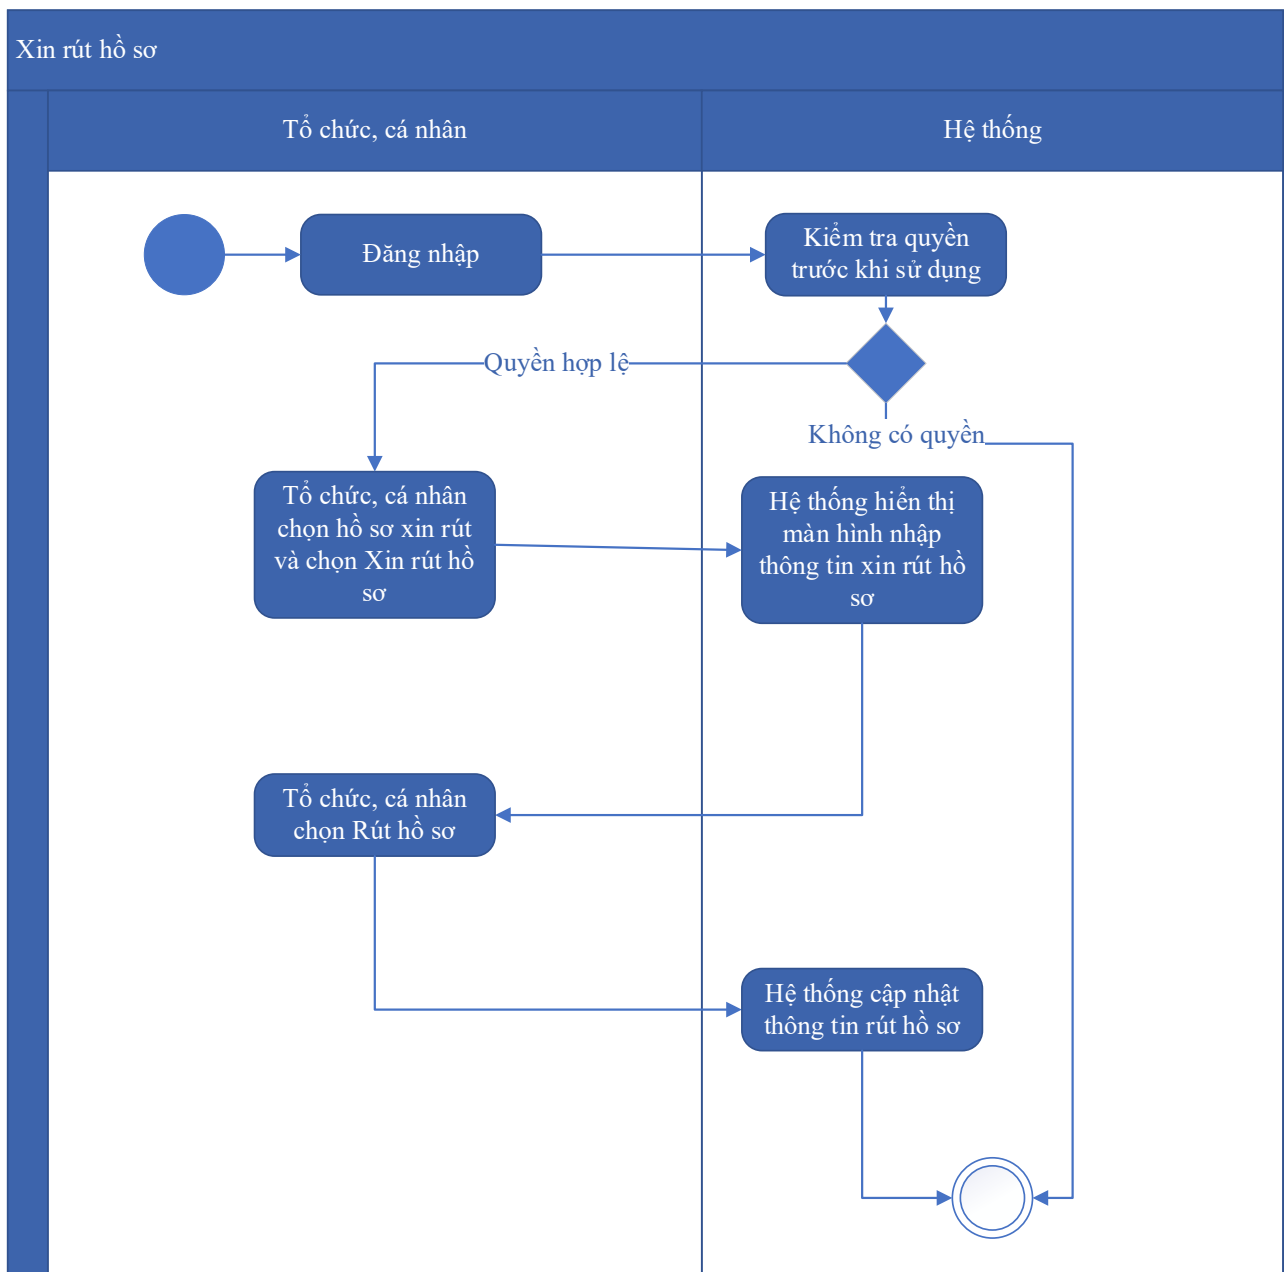 Xin rút hồ sơ
Tổ chức, cá nhân
Hệ thống
Đăng nhập
Kiểm tra quyền
trước khi sử dụng
Quyền hợp lệ
Không có quyền
Tổ chức, cá nhân
chọn hồ sơ xin rút
và chọn Xin rút hồ
sơ
Hệ thống hiển thị
màn hình nhập
thông tin xin rút hồ
sơ
Tổ chức, cá nhân
chọn Rút hồ sơ
Hệ thống cập nhật
thông tin rút hồ sơ